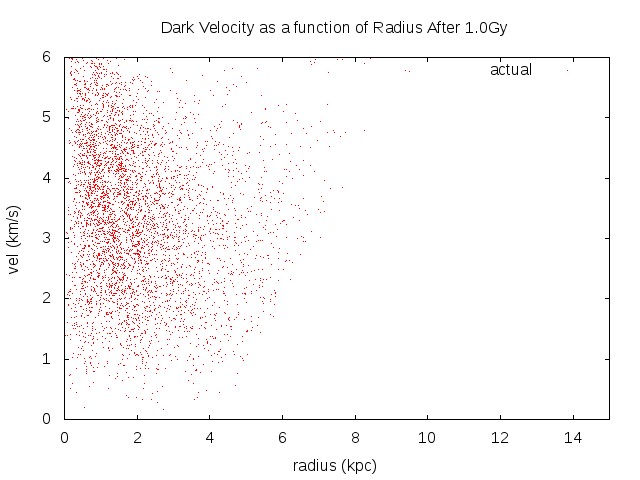 Dark Velocity as a function of Radius After 1.0Gy
6
actual
5
4
3
2
1
0
vel (km/s)
0 2 4 6 8 10 12 14
radius (kpc)